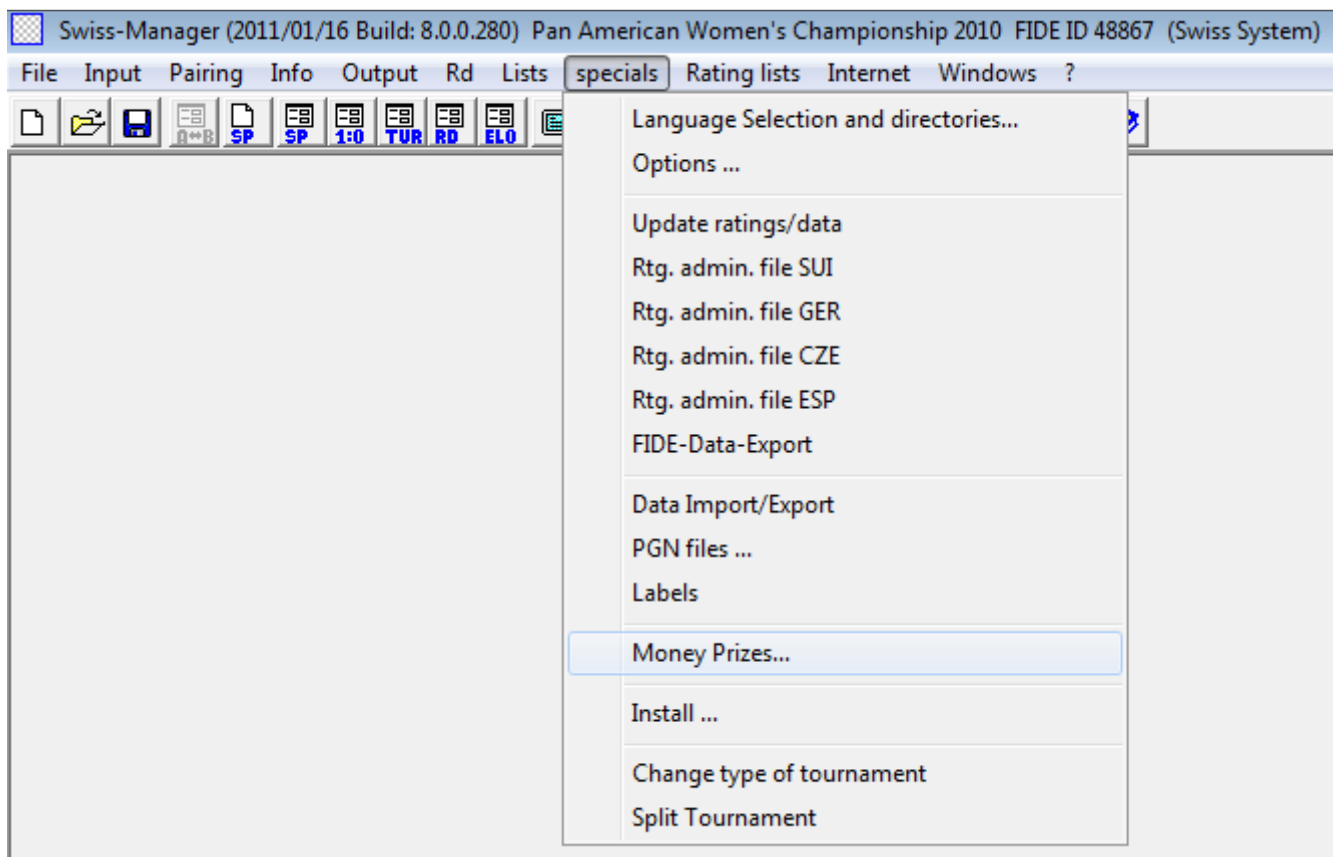 Swiss-Manager (2011/01/16 Build: 8.0.0.280) Pan American Women's Championship 2010 FIDE ID 48867 (Swiss System)
File Input Pairing Info Output Rd Lists specials Rating lists Internet Windows ?
A⇔B SP SP 1:0 TUR RD ELO
Language Selection and directories...
Options ...
Update ratings/data
Rtg. admin. file SUI
Rtg. admin. file GER
Rtg. admin. file CZE
Rtg. admin. file ESP
FIDE-Data-Export
Data Import/Export
PGN files ...
Labels
Money Prizes...
Install ...
Change type of tournament
Split Tournament